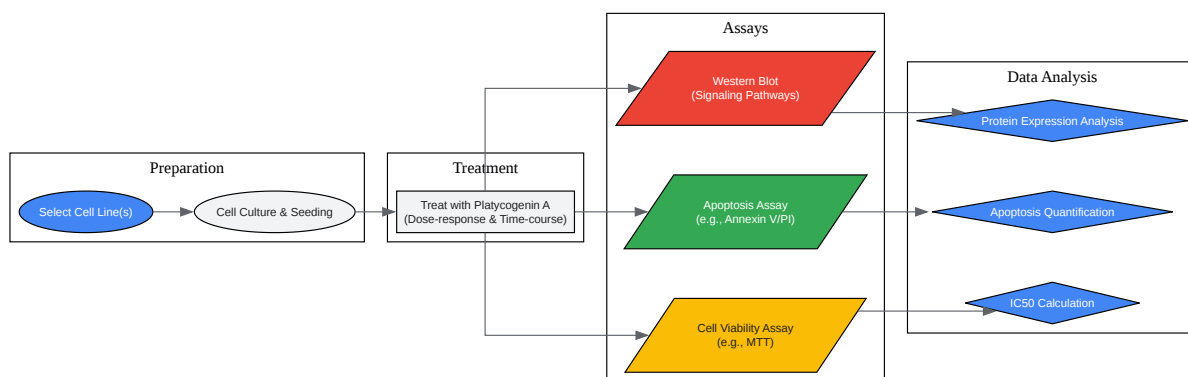 Preparation
Select Cell Line(s)
Cell Culture & Seeding
Treatment
Treat with Platycogenin A
(Dose-response & Time-course)
Assays
Western Blot
(Signaling Pathways)
Apoptosis Assay
(e.g., Annexin V/PI)
Cell Viability Assay
(e.g., MTT)
Data Analysis
Protein Expression Analysis
Apoptosis Quantification
IC50 Calculation